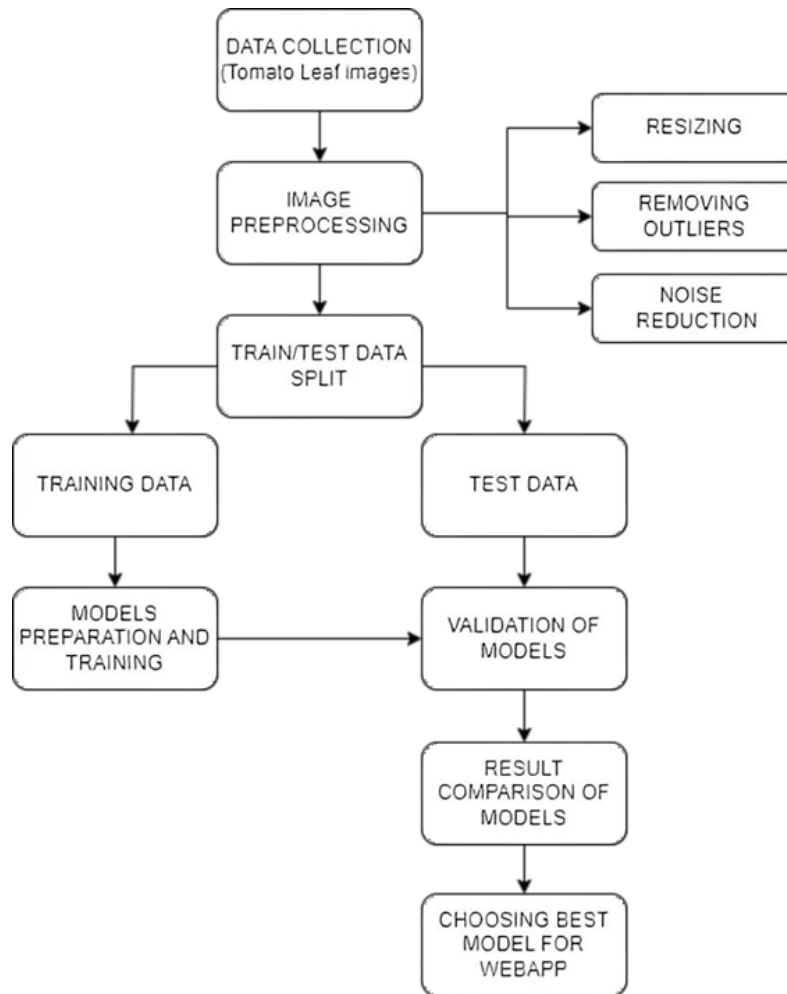 DATA COLLECTION
(Tomato Leaf images)
RESIZING
IMAGE
PREPROCESSING
REMOVING
OUTLIERS
NOISE
REDUCTION
TRAIN/TEST DATA
SPLIT
TRAINING DATA
TEST DATA
MODELS
PREPARATION AND
TRAINING
VALIDATION OF
MODELS
RESULT
COMPARISON OF
MODELS
CHOOSING BEST
MODEL FOR
WEBAPP